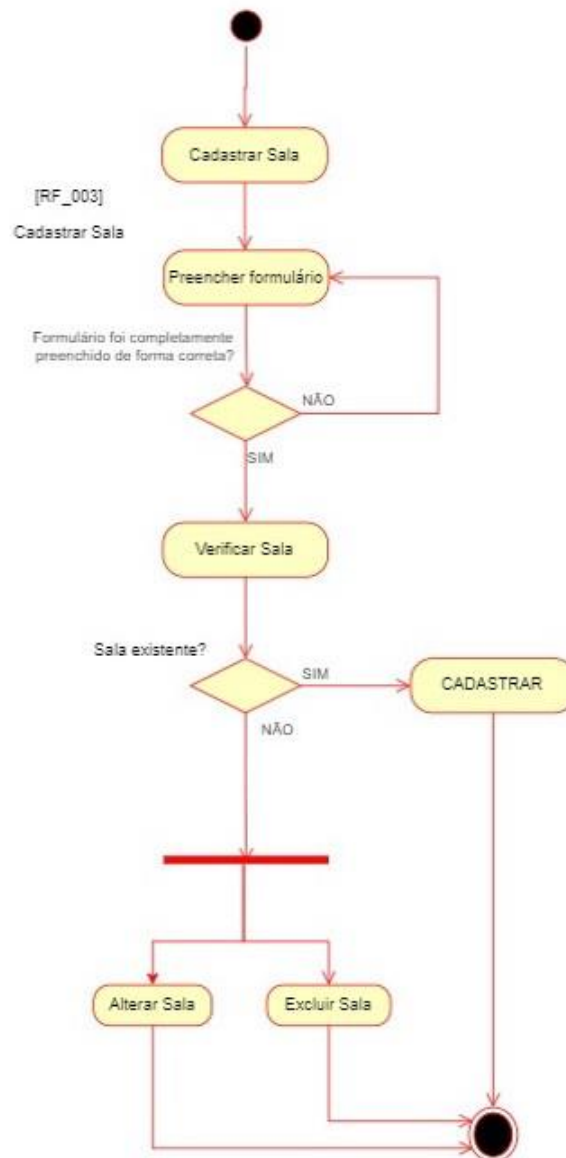 Cadastrar Sala
[RF_003]
Cadastrar Sala
Preencher formulário
Formulário foi completamente
preenchido de forma correta?
NÃO
SIM
Verificar Sala
Sala existente?
SIM
CADASTRAR
NÃO
Alterar Sala
Excluir Sala